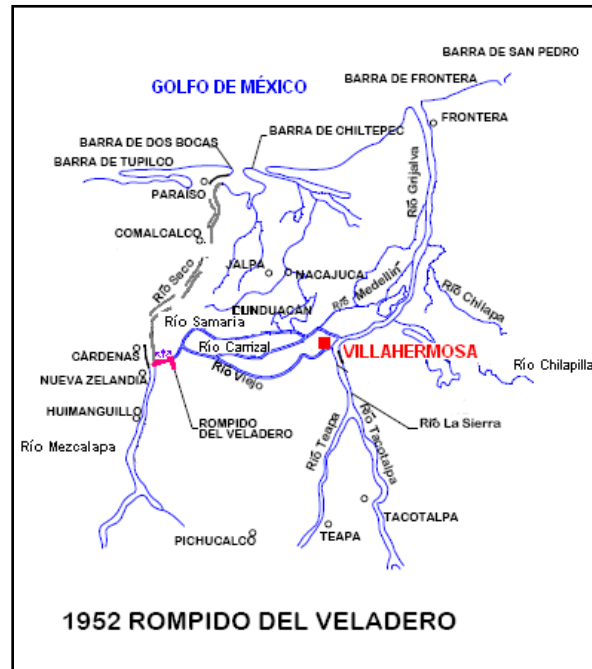 BARRA DE SAN PEDRO
BARRA DE FRONTERA
GOLFO DE MÉXICO
FRONTERA
BARRA DE DOS BOCAS
BARRA DE CHILTEPEC
BARRA DE TUPILCO
PARAÍSO
Río Grijalva
COMALCALCO
JALPA
NACAJUCA
Río Seco
Río Medellín
Río Chilapa
CUNDUACÁN
Río Samaria
CÁRDENAS
Río Carrizal
VILLAHERMOSA
Río Chilapilla
NUEVA ZELANDIA
Río Viejo
HUIMANGUILLO
ROMPIDO
DEL VELADERO
Río La Sierra
Río Mezcalapa
Río Teapa
Río Tacotalpa
TACOTALPA
PICHUCALCO
TEAPA
1952 ROMPIDO DEL VELADERO